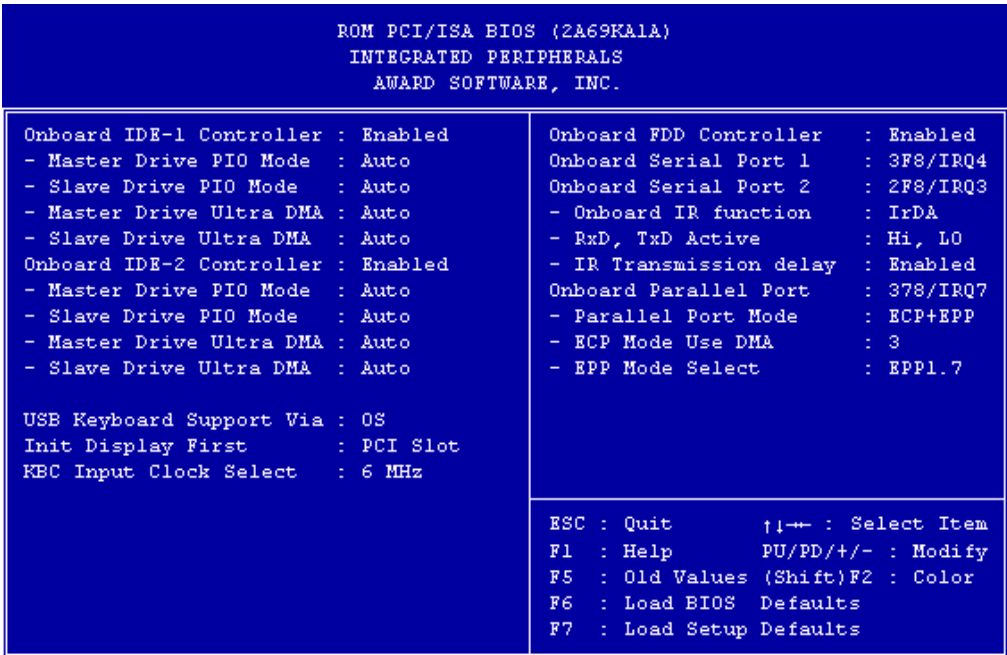 ROM PCI/ISA BIOS (2A69KA1A)
INTEGRATED PERIPHERALS
AWARD SOFTWARE, INC.
Onboard IDE-1 Controller : Enabled
- Master Drive PIO Mode : Auto
- Slave Drive PIO Mode : Auto
- Master Drive Ultra DMA : Auto
- Slave Drive Ultra DMA : Auto
Onboard IDE-2 Controller : Enabled
- Master Drive PIO Mode : Auto
- Slave Drive PIO Mode : Auto
- Master Drive Ultra DMA : Auto
- Slave Drive Ultra DMA : Auto
USB Keyboard Support Via : OS
Init Display First : PCI Slot
KBC Input Clock Select : 6 MHz
Onboard FDD Controller : Enabled
Onboard Serial Port 1 : 3F8/IRQ4
Onboard Serial Port 2 : 2F8/IRQ3
- Onboard IR function : IrDA
- RxD, TxD Active : Hi, LO
- IR Transmission delay : Enabled
Onboard Parallel Port : 378/IRQ7
- Parallel Port Mode : ECP+EPP
- ECP Mode Use DMA : 3
- EPP Mode Select : EPP1.7
ESC : Quit ↑↓→← : Select Item
F1 : Help PU/PD/+/- : Modify
F5 : Old Values (Shift)F2 : Color
F6 : Load BIOS Defaults
F7 : Load Setup Defaults